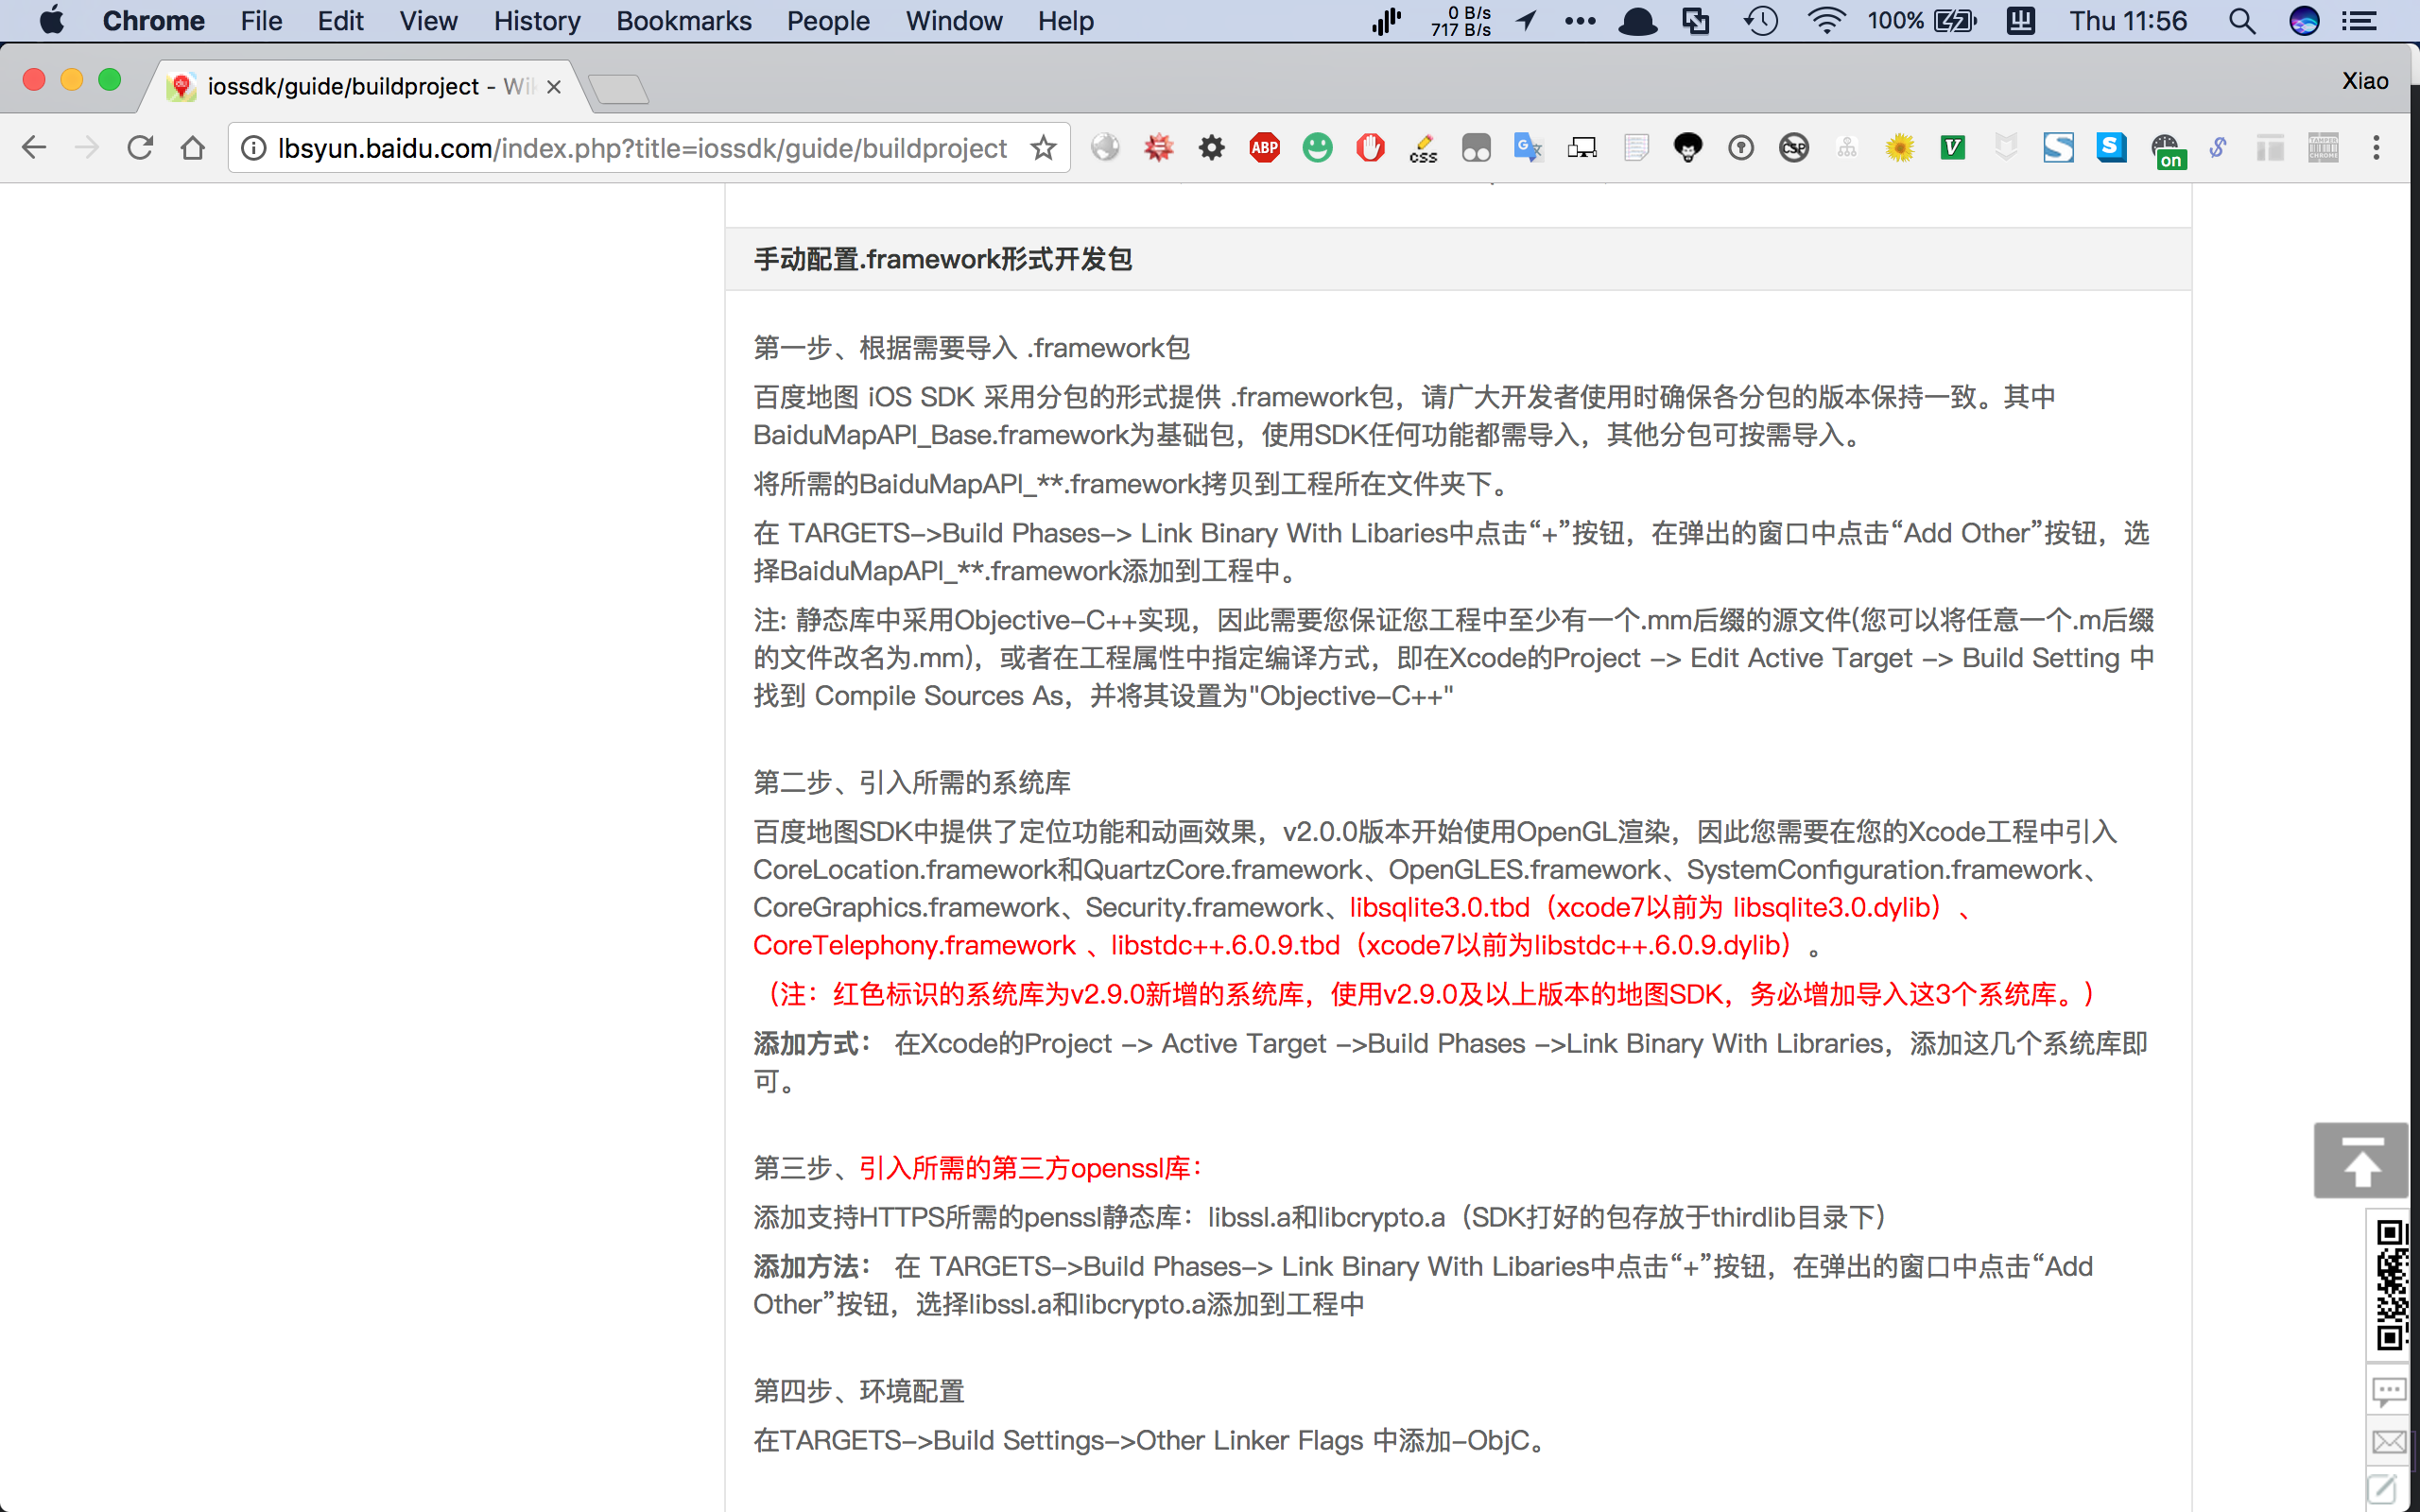 Chrome File Edit View History Bookmarks People Window Help 0 B/s 717 B/s 100% Thu 11:56
iossdk/guide/buildproject - Wik
Xiao
lbsyun.baidu.com/index.php?title=iossdk/guide/buildproject ABP css CSP V S S on
手动配置.framework形式开发包
第一步、根据需要导入 .framework包
百度地图 iOS SDK 采用分包的形式提供 .framework包，请广大开发者使用时确保各分包的版本保持一致。其中
BaiduMapAPI_Base.framework为基础包，使用SDK任何功能都需导入，其他分包可按需导入。
将所需的BaiduMapAPI_**.framework拷贝到工程所在文件夹下。
在 TARGETS->Build Phases-> Link Binary With Libaries中点击“+”按钮，在弹出的窗口中点击“Add Other”按钮，选
择BaiduMapAPI_**.framework添加到工程中。
注: 静态库中采用Objective-C++实现，因此需要您保证您工程中至少有一个.mm后缀的源文件(您可以将任意一个.m后缀
的文件改名为.mm)，或者在工程属性中指定编译方式，即在Xcode的Project -> Edit Active Target -> Build Setting 中
找到 Compile Sources As，并将其设置为"Objective-C++"
第二步、引入所需的系统库
百度地图SDK中提供了定位功能和动画效果，v2.0.0版本开始使用OpenGL渲染，因此您需要在您的Xcode工程中引入
CoreLocation.framework和QuartzCore.framework、OpenGLES.framework、SystemConfiguration.framework、
CoreGraphics.framework、Security.framework、libsqlite3.0.tbd（xcode7以前为 libsqlite3.0.dylib）、
CoreTelephony.framework 、libstdc++.6.0.9.tbd（xcode7以前为libstdc++.6.0.9.dylib）。
（注：红色标识的系统库为v2.9.0新增的系统库，使用v2.9.0及以上版本的地图SDK，务必增加导入这3个系统库。）
添加方式： 在Xcode的Project -> Active Target ->Build Phases ->Link Binary With Libraries，添加这几个系统库即
可。
第三步、引入所需的第三方openssl库：
添加支持HTTPS所需的penssl静态库：libssl.a和libcrypto.a（SDK打好的包存放于thirdlib目录下）
添加方法： 在 TARGETS->Build Phases-> Link Binary With Libaries中点击“+”按钮，在弹出的窗口中点击“Add
Other”按钮，选择libssl.a和libcrypto.a添加到工程中
第四步、环境配置
在TARGETS->Build Settings->Other Linker Flags 中添加-ObjC。